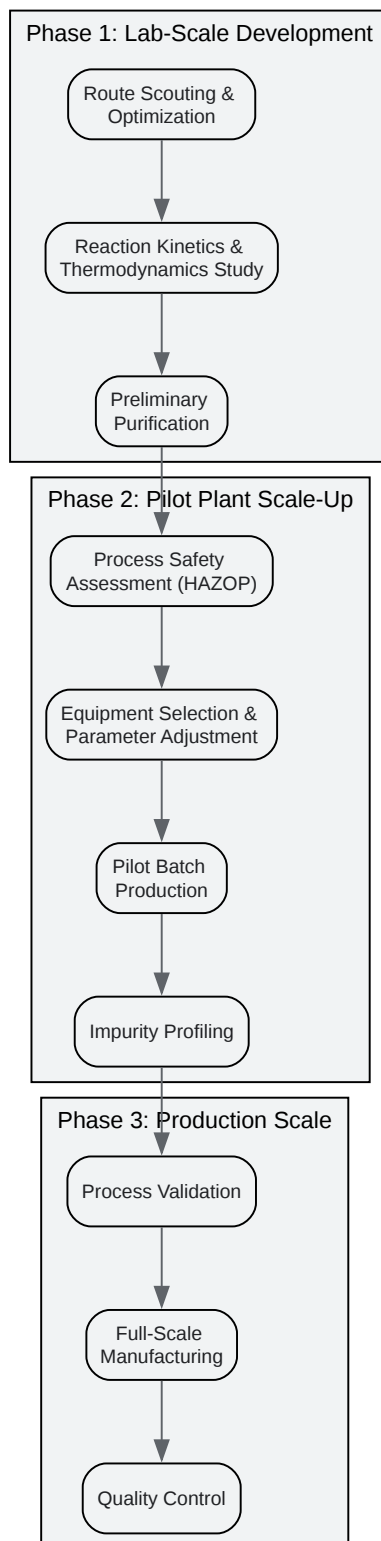 Phase 1: Lab-Scale Development
Route Scouting &
Optimization
Reaction Kinetics &
Thermodynamics Study
Preliminary
Purification
Phase 2: Pilot Plant Scale-Up
Process Safety
Assessment (HAZOP)
Equipment Selection &
Parameter Adjustment
Pilot Batch
Production
Impurity Profiling
Phase 3: Production Scale
Process Validation
Full-Scale
Manufacturing
Quality Control